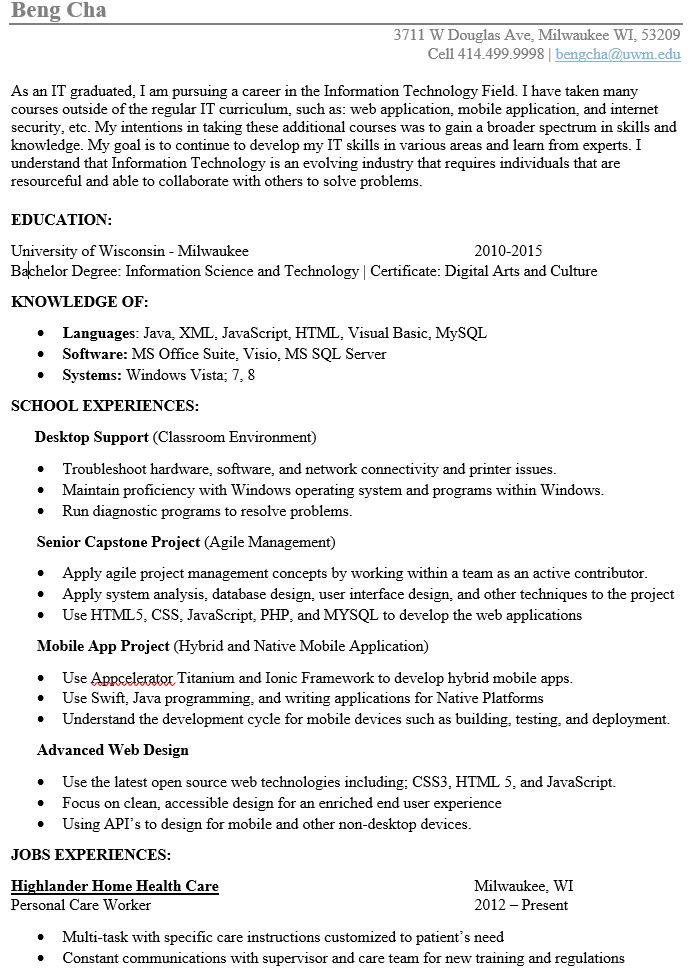 Beng Cha
3711 W Douglas Ave, Milwaukee WI, 53209
Cell 414.499.9998 | bengcha@uwm.edu
As an IT graduated, I am pursuing a career in the Information Technology Field. I have taken many
courses outside of the regular IT curriculum, such as: web application, mobile application, and internet
security, etc. My intentions in taking these additional courses was to gain a broader spectrum in skills and
knowledge. My goal is to continue to develop my IT skills in various areas and learn from experts. I
understand that Information Technology is an evolving industry that requires individuals that are
resourceful and able to collaborate with others to solve problems.
EDUCATION:
University of Wisconsin - Milwaukee 2010-2015
Bachelor Degree: Information Science and Technology | Certificate: Digital Arts and Culture
KNOWLEDGE OF:
• Languages: Java, XML, JavaScript, HTML, Visual Basic, MySQL
• Software: MS Office Suite, Visio, MS SQL Server
• Systems: Windows Vista; 7, 8
SCHOOL EXPERIENCES:
Desktop Support (Classroom Environment)
• Troubleshoot hardware, software, and network connectivity and printer issues.
• Maintain proficiency with Windows operating system and programs within Windows.
• Run diagnostic programs to resolve problems.
Senior Capstone Project (Agile Management)
• Apply agile project management concepts by working within a team as an active contributor.
• Apply system analysis, database design, user interface design, and other techniques to the project
• Use HTML5, CSS, JavaScript, PHP, and MYSQL to develop the web applications
Mobile App Project (Hybrid and Native Mobile Application)
• Use Appcelerator Titanium and Ionic Framework to develop hybrid mobile apps.
• Use Swift, Java programming, and writing applications for Native Platforms
• Understand the development cycle for mobile devices such as building, testing, and deployment.
Advanced Web Design
• Use the latest open source web technologies including; CSS3, HTML 5, and JavaScript.
• Focus on clean, accessible design for an enriched end user experience
• Using API's to design for mobile and other non-desktop devices.
JOBS EXPERIENCES:
Highlander Home Health Care Milwaukee, WI
Personal Care Worker 2012 – Present
• Multi-task with specific care instructions customized to patient's need
• Constant communications with supervisor and care team for new training and regulations